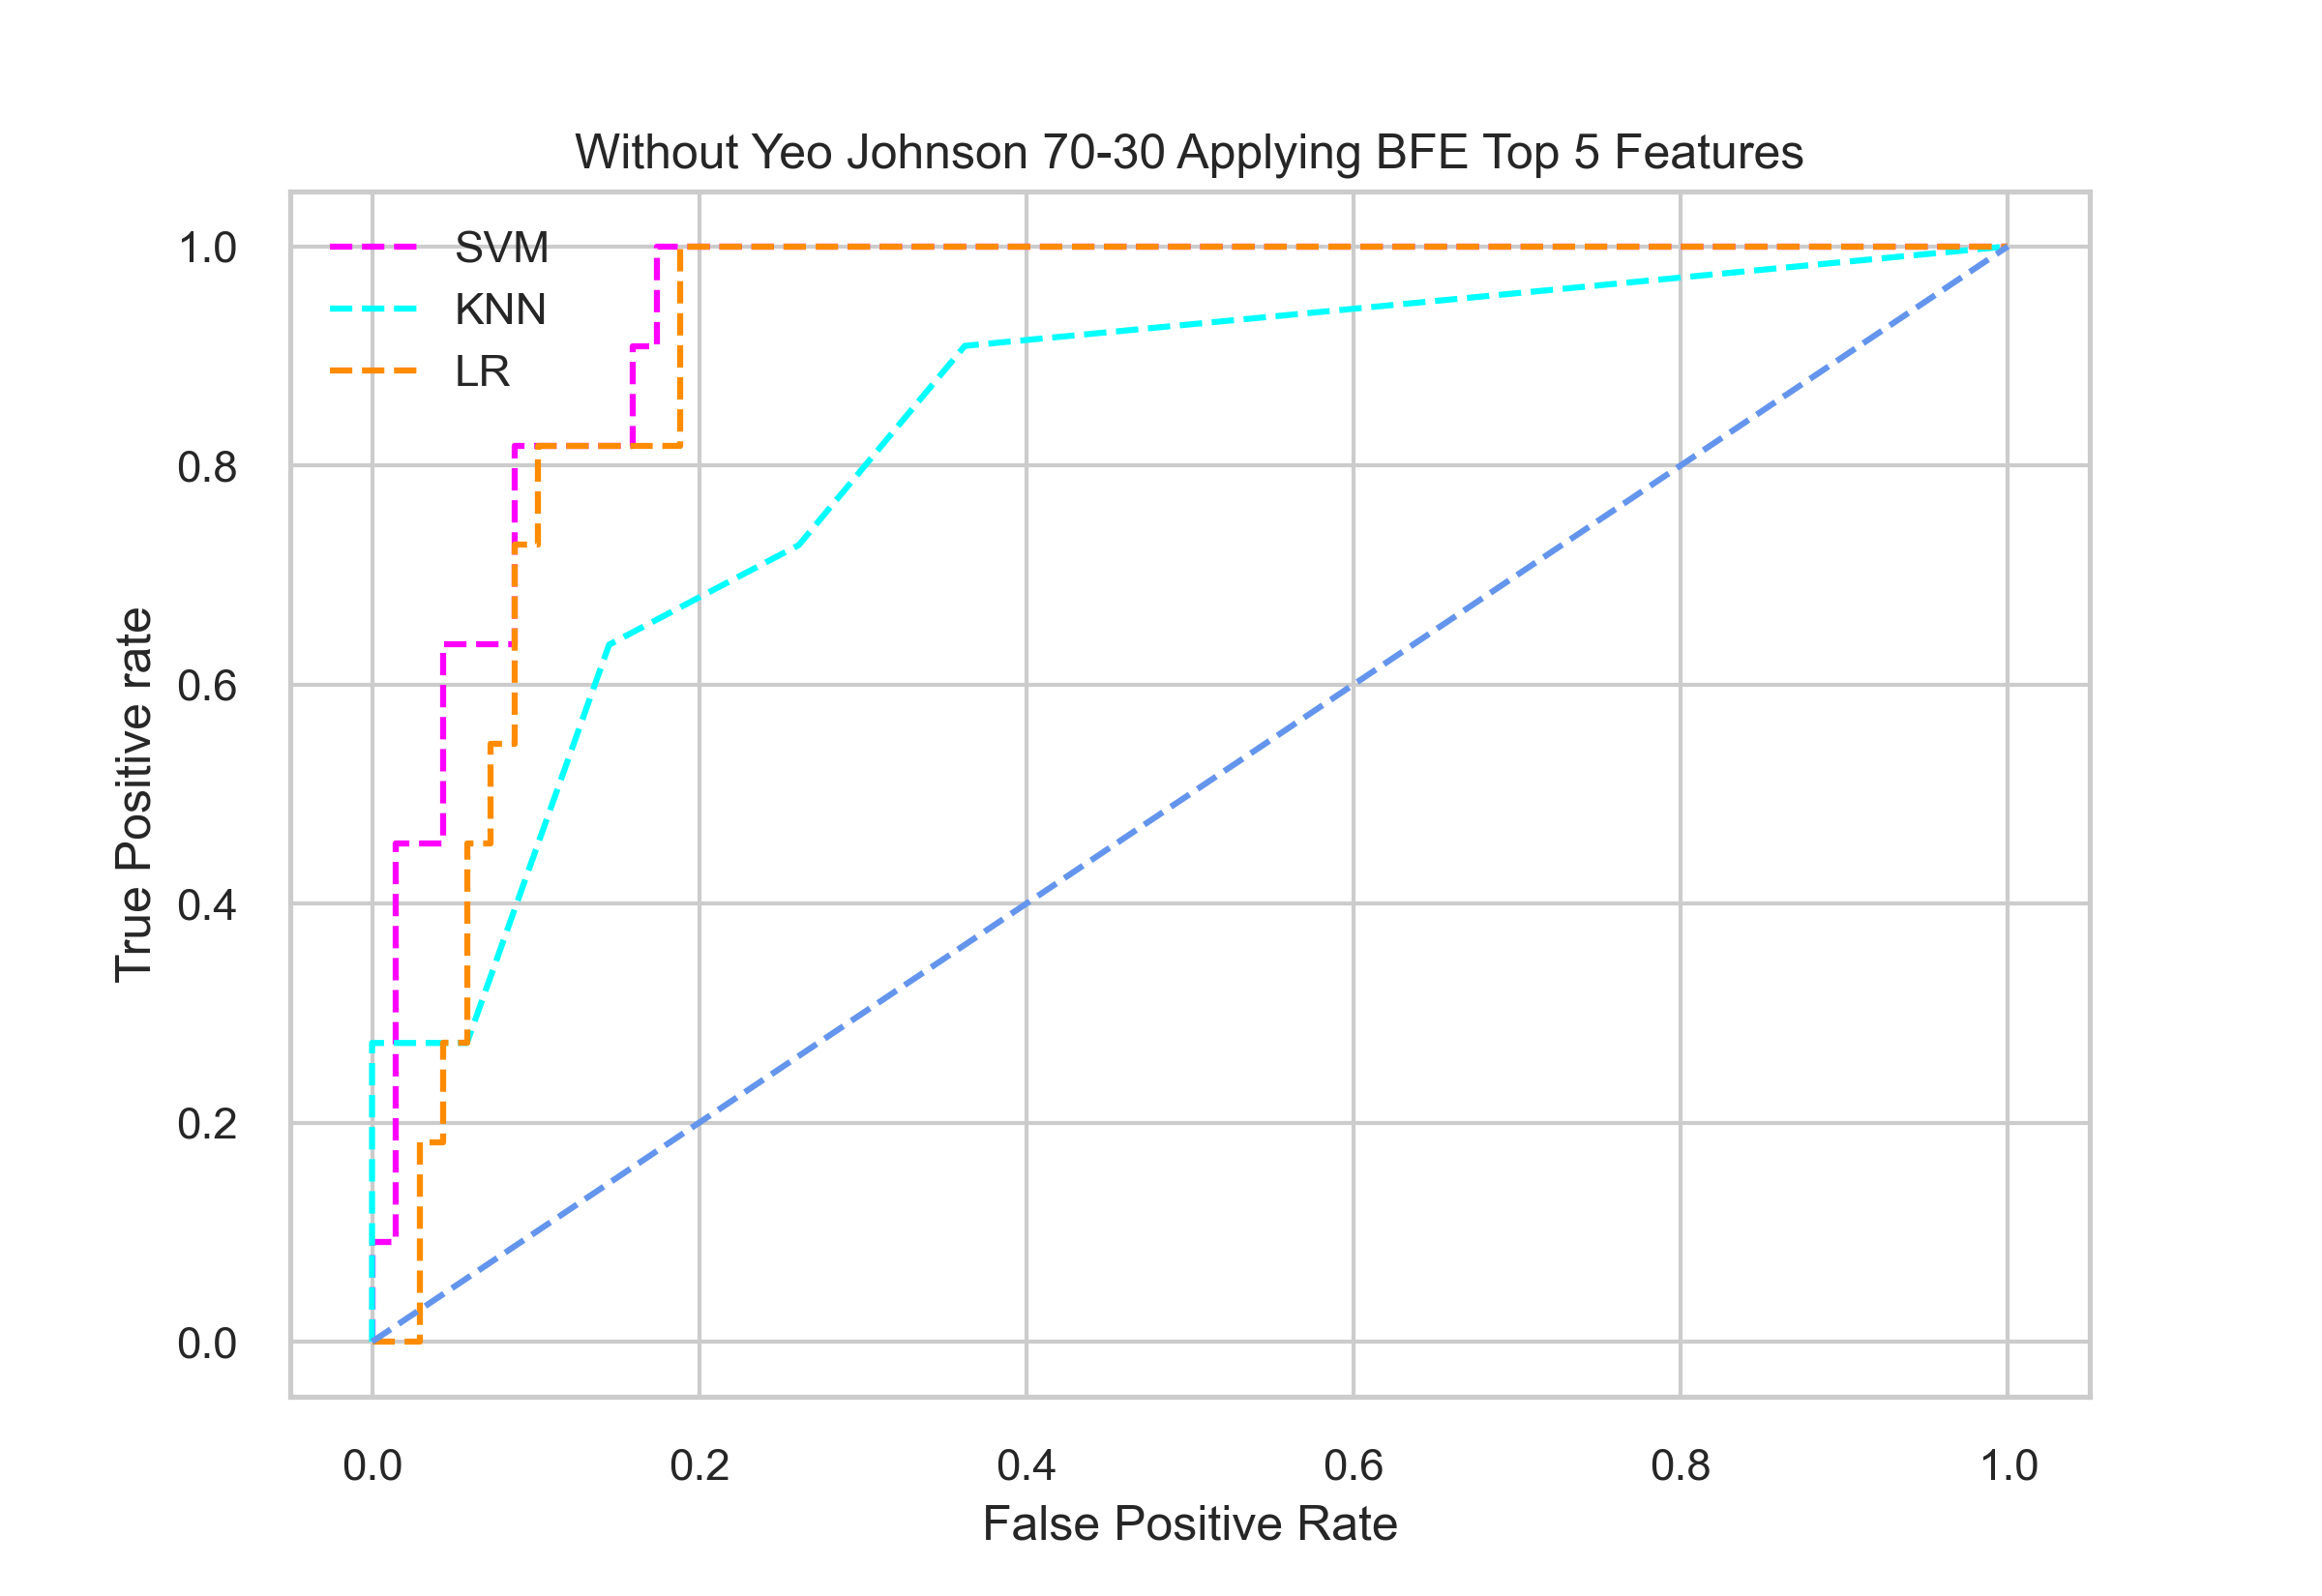 Without Yeo Johnson 70-30 Applying BFE Top 5 Features
SVM
KNN
LR
True Positive rate
1.0
0.8
0.6
0.4
0.2
0.0
0.0 0.2 0.4 0.6 0.8 1.0
False Positive Rate